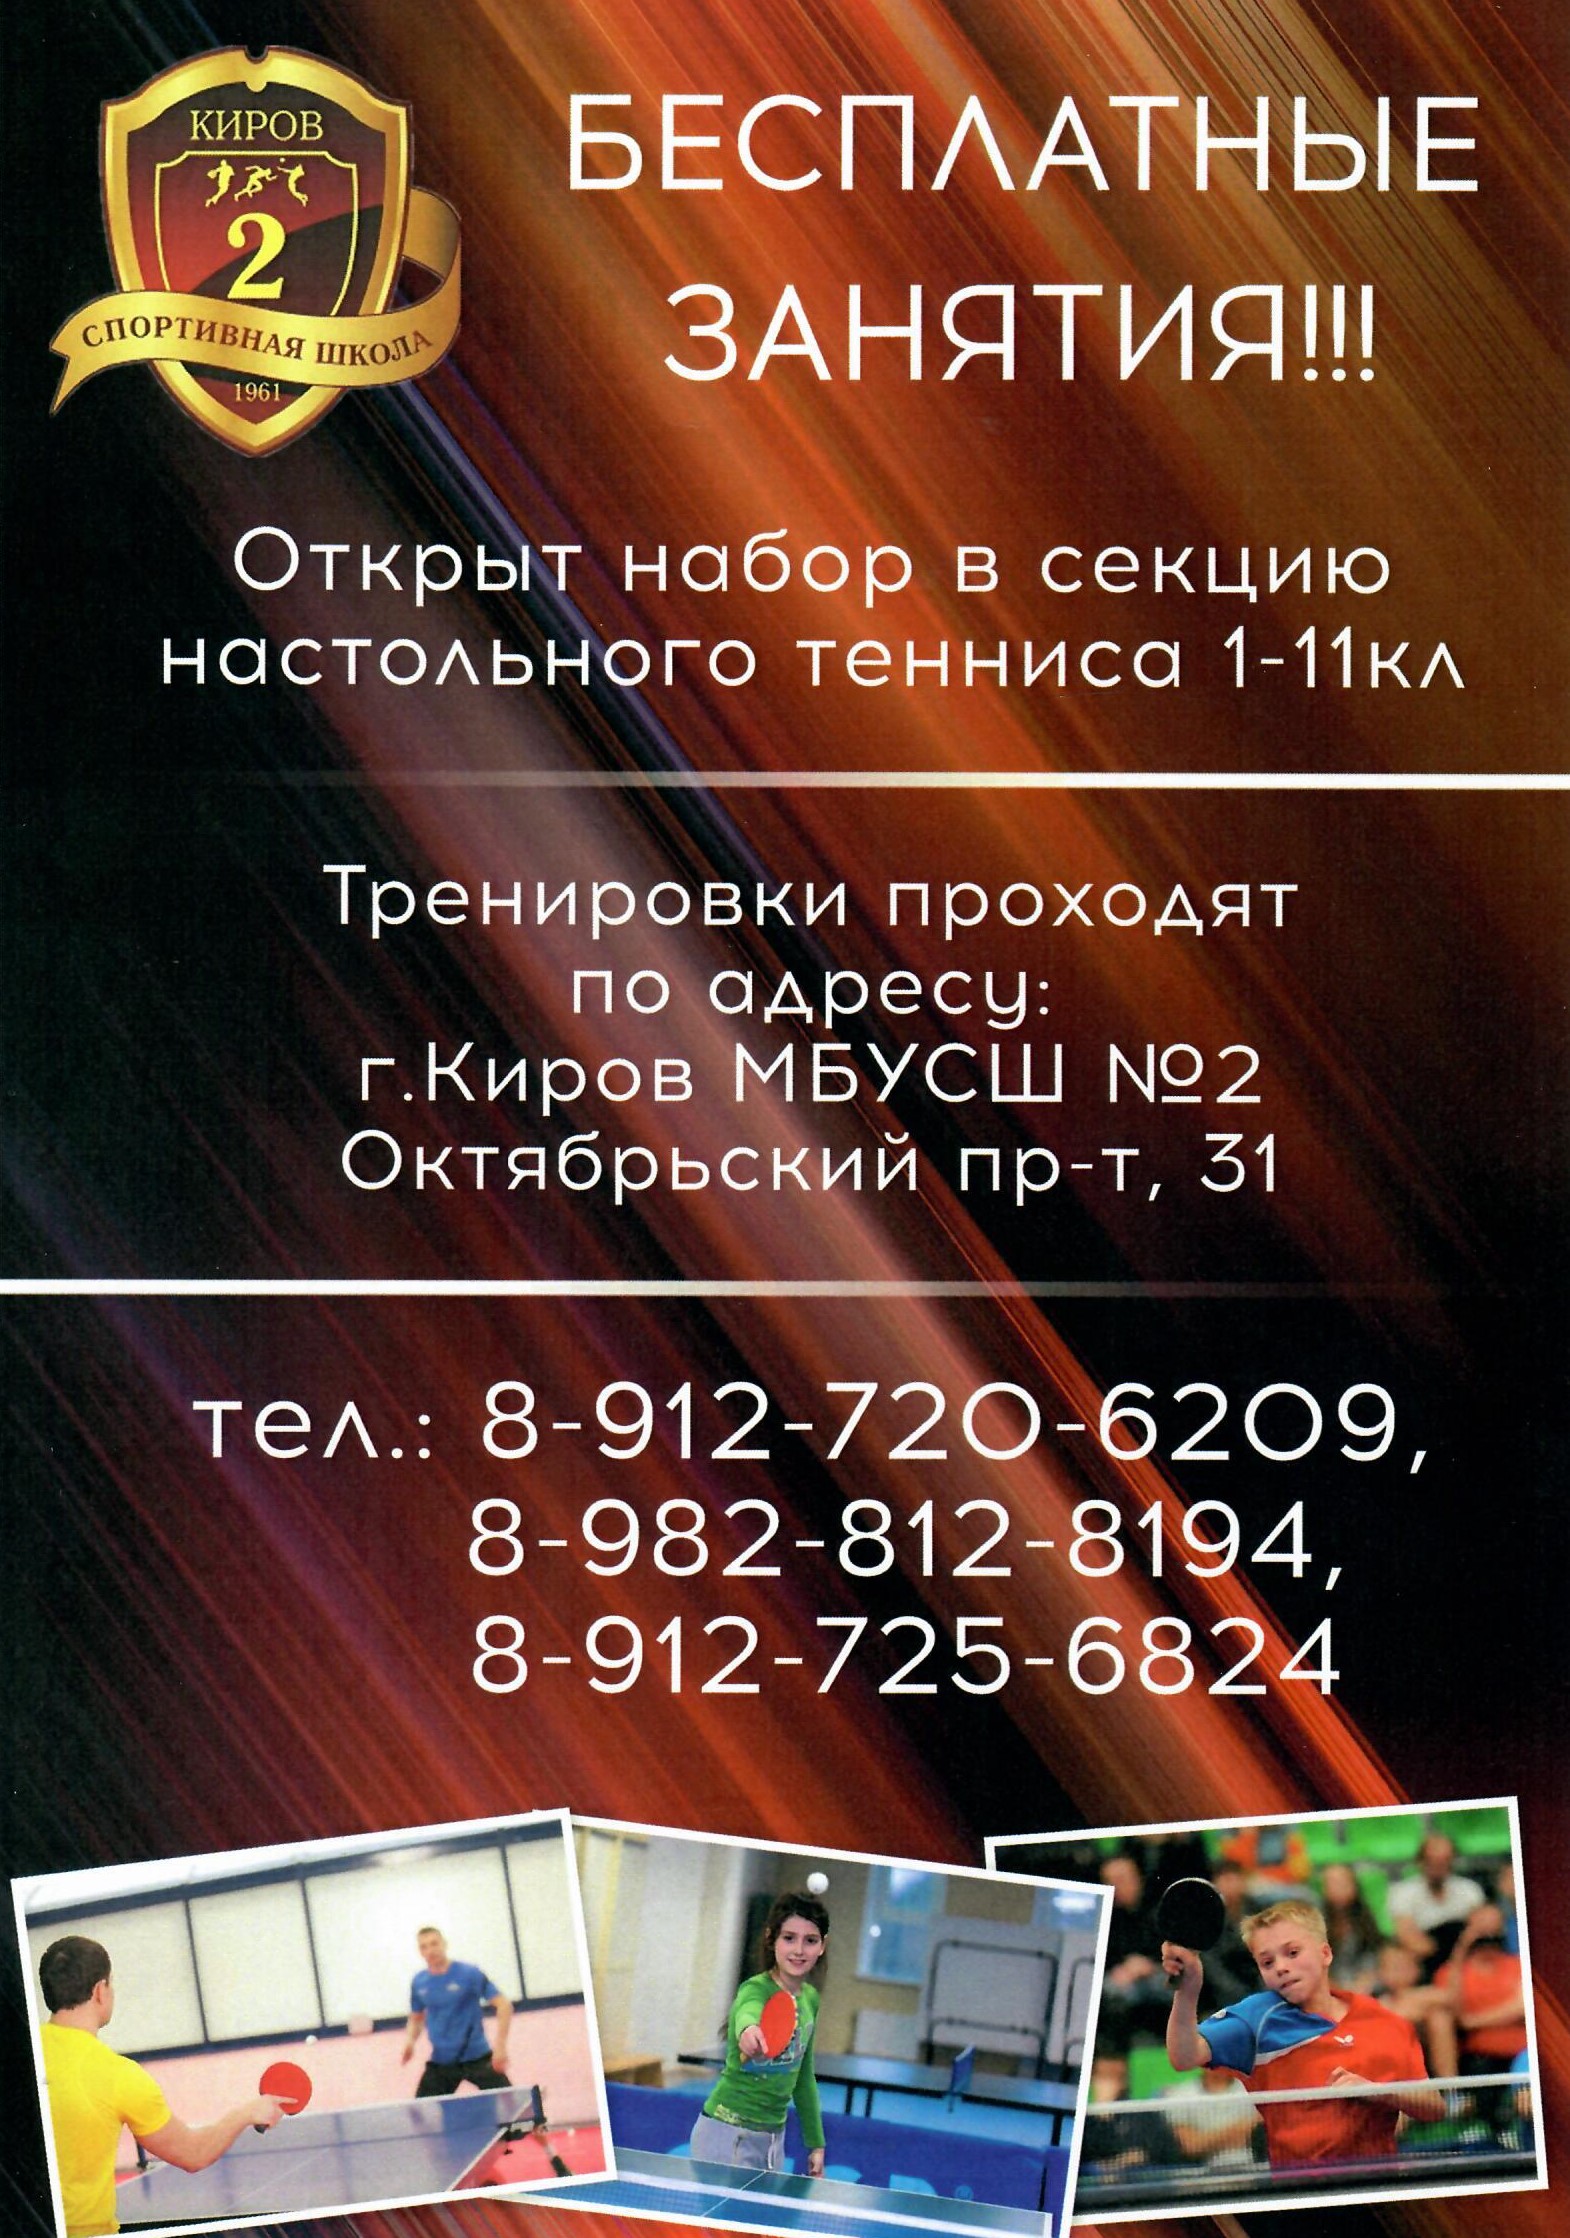 КИРОВ
2
СПОРТИВНАЯ ШКОЛА
1961
БЕСПЛАТНЫЕ
ЗАНЯТИЯ!!!
Открыт набор в секцию
настольного тенниса 1-11кл
Тренировки проходят
по адресу:
г.Киров МБУСШ №2
Октябрьский пр-т, 31
тел.: 8-912-720-6209,
8-982-812-8194,
8-912-725-6824